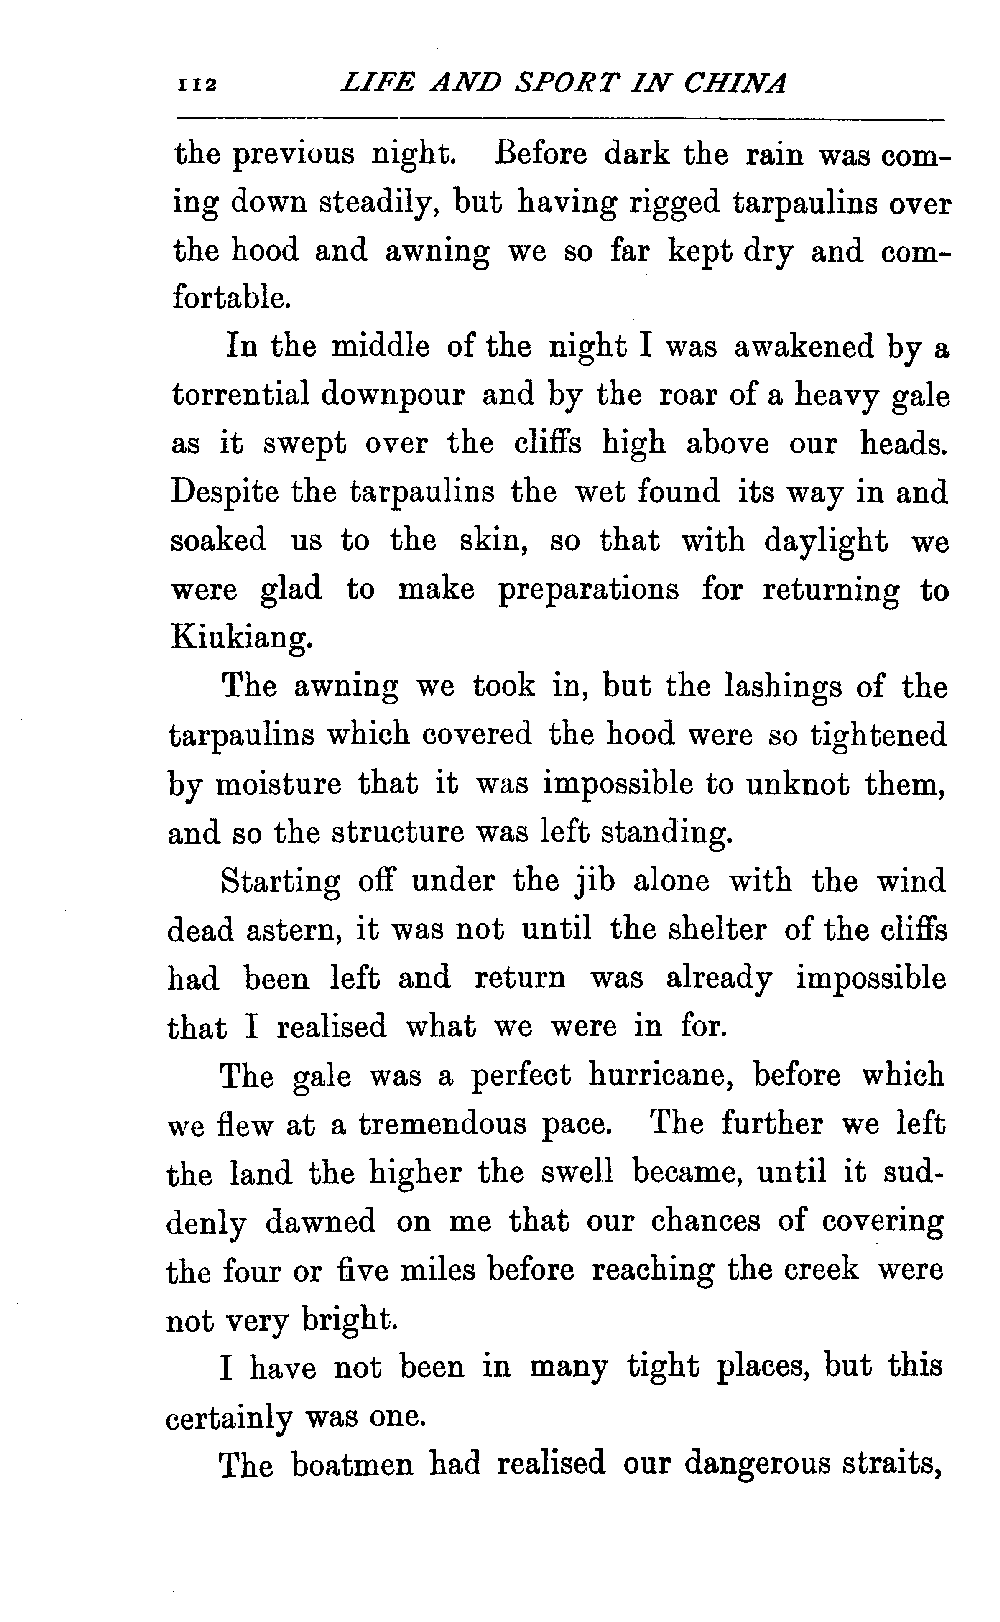 112 LIFE AND SPORT IN CHINA
the previous night. Before dark the rain was com-
ing down steadily, but having rigged tarpaulins over
the hood and awning we so far kept dry and com-
fortable.
In the middle of the night I was awakened by a
torrential downpour and by the roar of a heavy gale
as it swept over the cliffs high above our heads.
Despite the tarpaulins the wet found its way in and
soaked us to the skin, so that with daylight we
were glad to make preparations for returning to
Kiukiang.
The awning we took in, but the lashings of the
tarpaulins which covered the hood were so tightened
by moisture that it was impossible to unknot them,
and so the structure was left standing.
Starting off under the jib alone with the wind
dead astern, it was not until the shelter of the cliffs
had been left and return was already impossible
that I realised what we were in for.
The gale was a perfect hurricane, before which
we flew at a tremendous pace. The further we left
the land the higher the swell became, until it sud-
denly dawned on me that our chances of covering
the four or five miles before reaching the creek were
not very bright.
I have not been in many tight places, but this
certainly was one.
The boatmen had realised our dangerous straits,